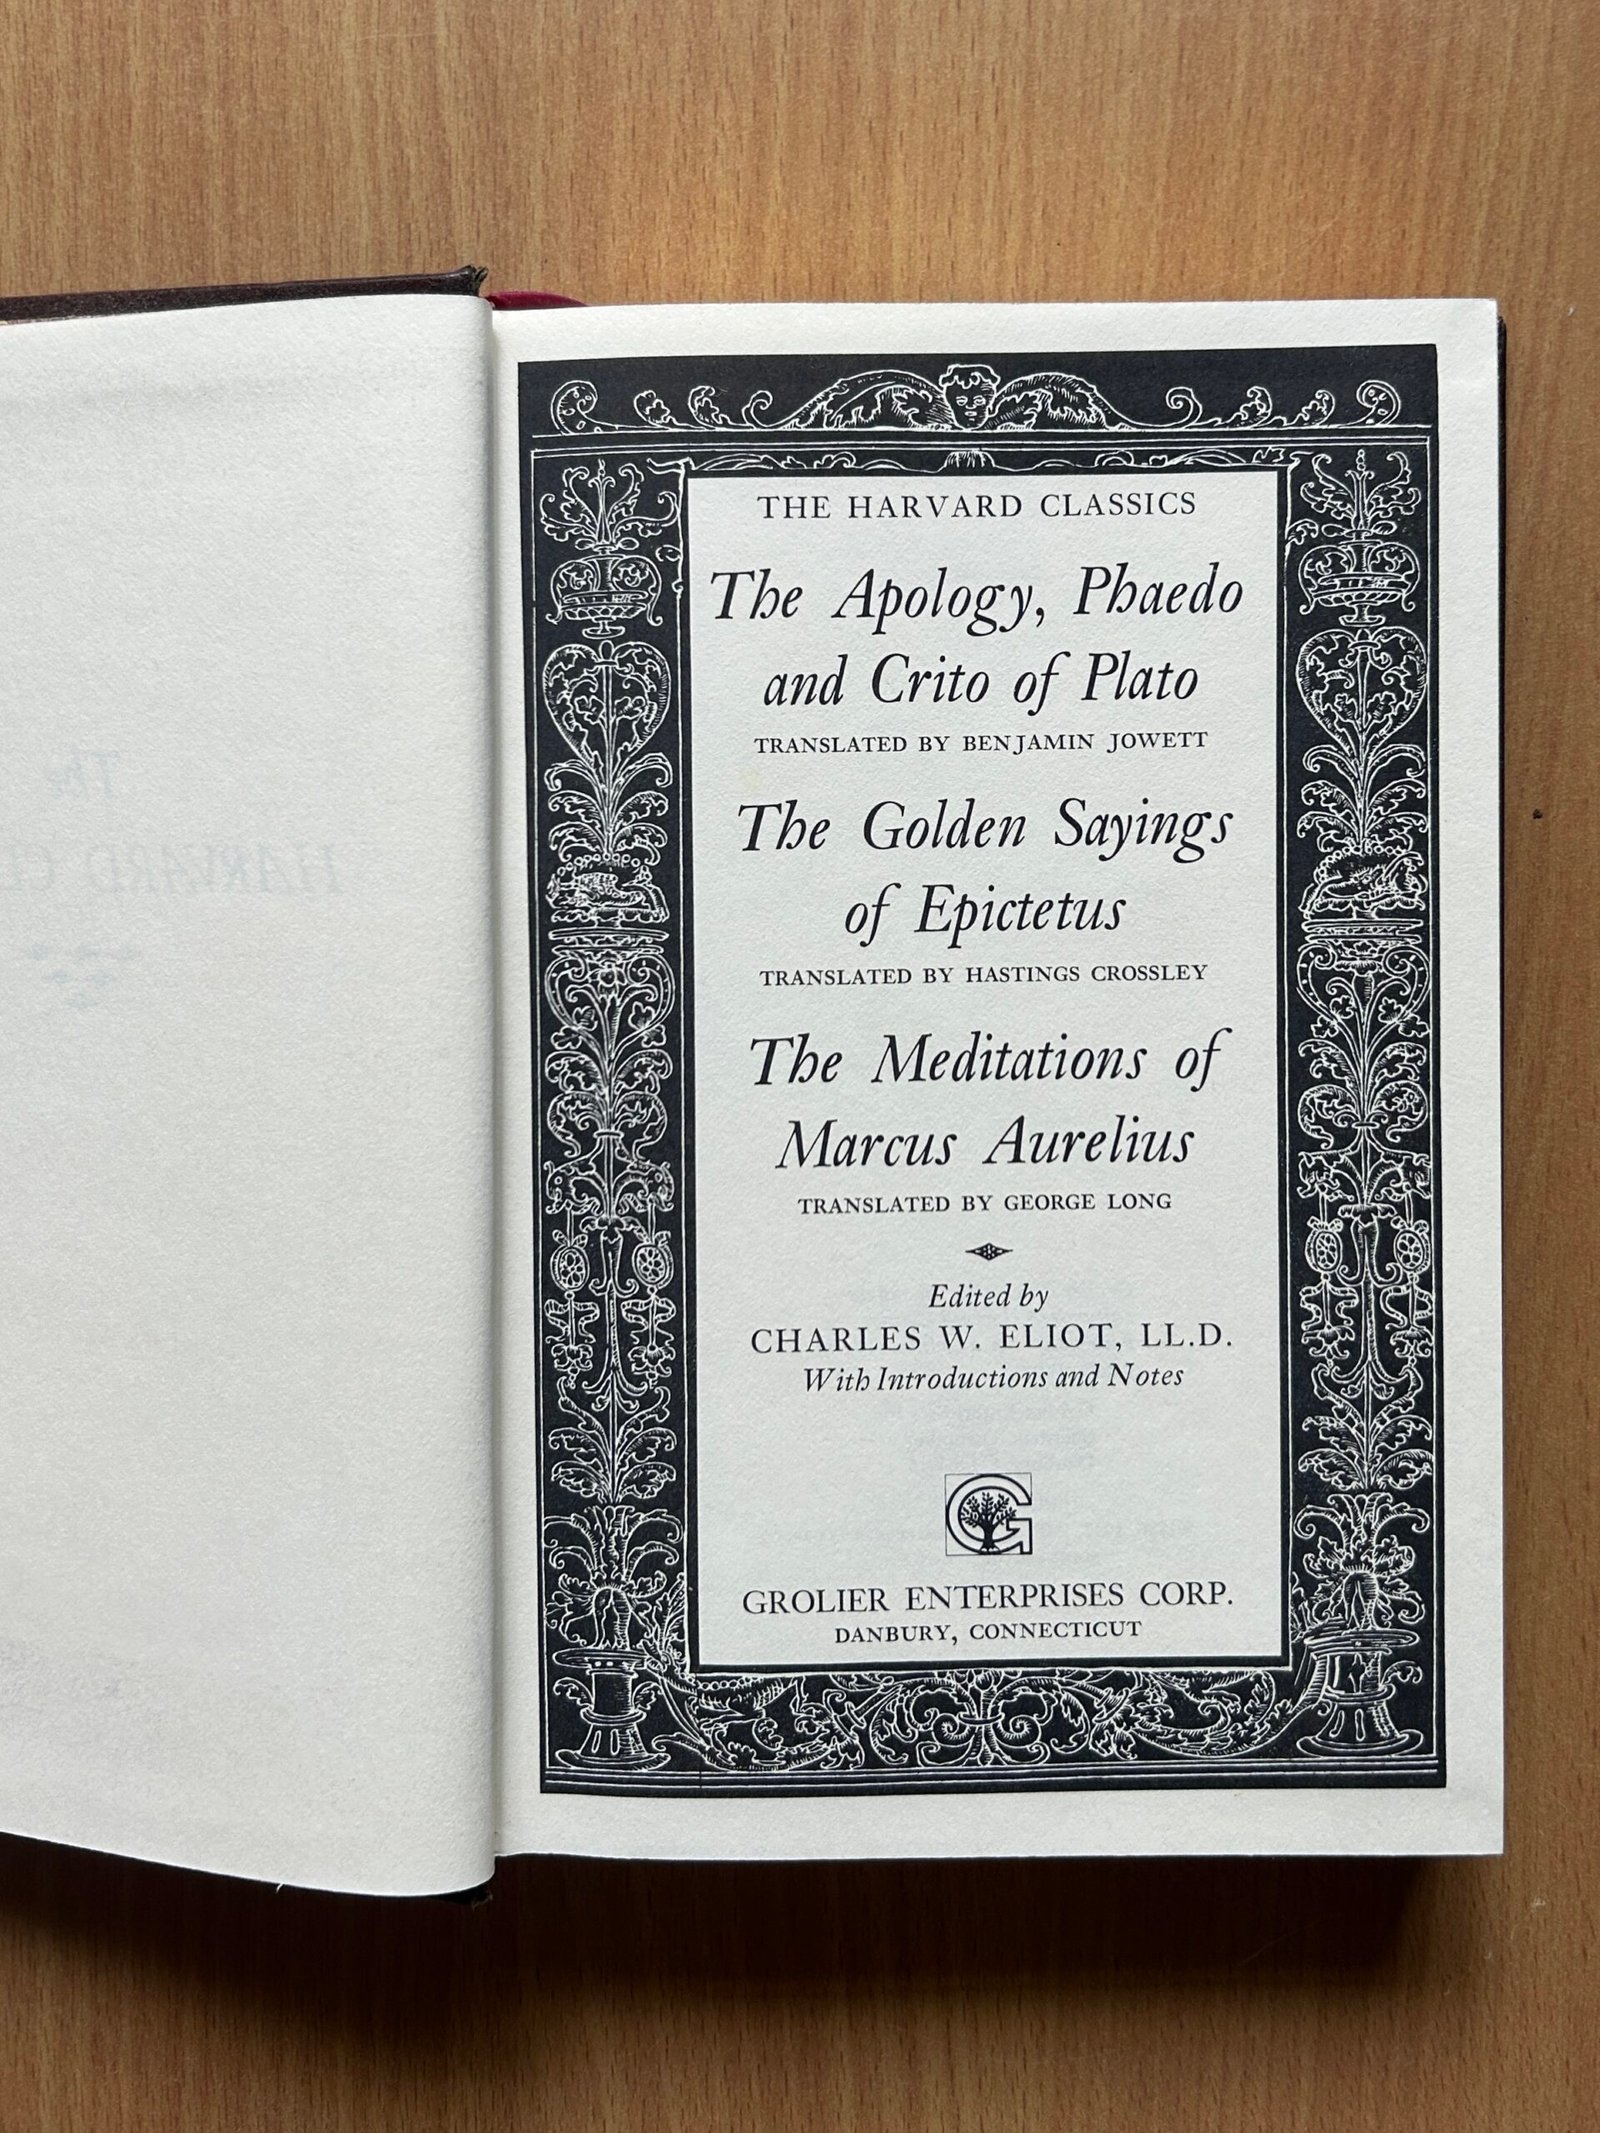 THE HARVARD CLASSICS
The Apology, Phaedo
and Crito of Plato
TRANSLATED BY BENJAMIN JOWETT
The Golden Sayings
of Epictetus
TRANSLATED BY HASTINGS CROSSLEY
The Meditations of
Marcus Aurelius
TRANSLATED BY GEORGE LONG
Edited by
CHARLES W. ELIOT, LL.D.
With Introductions and Notes
G
GROLIER ENTERPRISES CORP.
DANBURY, CONNECTICUT